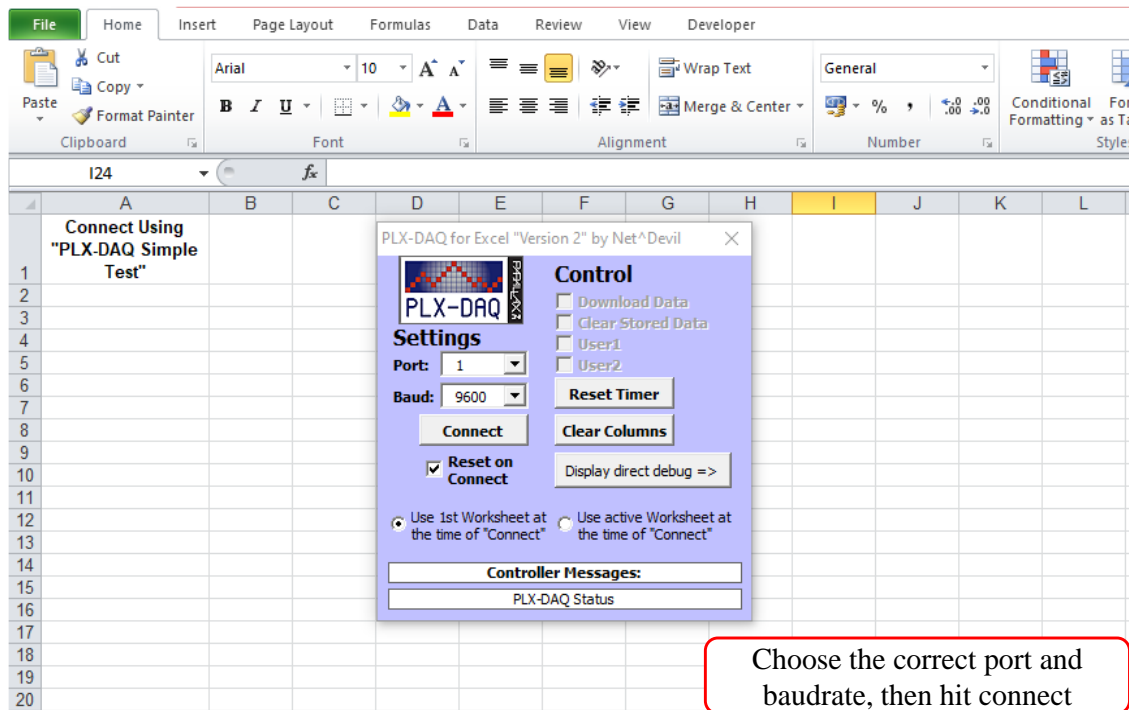 File Home Insert Page Layout Formulas Data Review View Developer
Cut
Copy
Format Painter
Paste
Clipboard
Arial 10 A A
B I U A
Font
Wrap Text
Merge & Center
Alignment
General
% , .0 .00 .00 .0
Number
Conditional Formatting
For
as Ta
Style
I24 fx
A B C D E F G H I J K L
1 Connect Using
"PLX-DAQ Simple
Test"
2
3
4
5
6
7
8
9
10
11
12
13
14
15
16
17
18
19
20
PLX-DAQ for Excel "Version 2" by Net^Devil
PLX-DAQ
PARALLAX
Settings
Port: 1
Baud: 9600
Connect
Reset on
Connect
Control
Download Data
Clear Stored Data
User1
User2
Reset Timer
Clear Columns
Display direct debug =>
Use 1st Worksheet at
the time of "Connect"
Use active Worksheet at
the time of "Connect"
Controller Messages:
PLX-DAQ Status
Choose the correct port and
baudrate, then hit connect